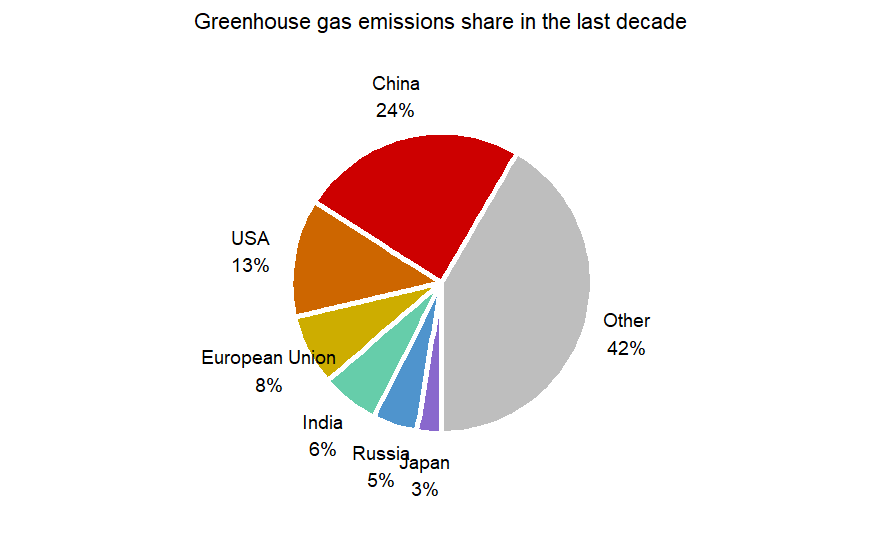 Greenhouse gas emissions share in the last decade
China
24%
USA
13%
Other
42%
European Union
8%
India
6%
Russia
5%
Japan
3%